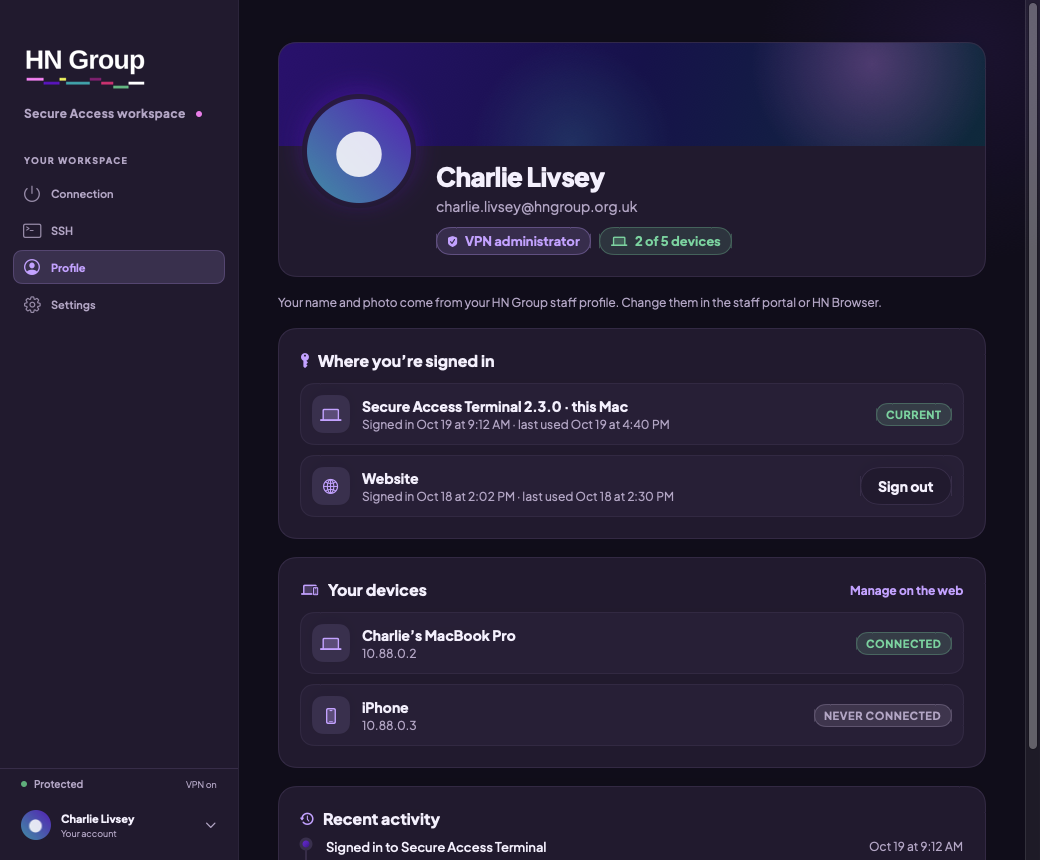 HN Group
Secure Access workspace
YOUR WORKSPACE
Connection
SSH
Profile
Settings
Protected
VPN on
Charlie Livsey
Your account
Charlie Livsey
charlie.livsey@hngroup.org.uk
VPN administrator
2 of 5 devices
Your name and photo come from your HN Group staff profile. Change them in the staff portal or HN Browser.
Where you’re signed in
Secure Access Terminal 2.3.0 · this Mac
Signed in Oct 19 at 9:12 AM · last used Oct 19 at 4:40 PM
CURRENT
Website
Signed in Oct 18 at 2:02 PM · last used Oct 18 at 2:30 PM
Sign out
Your devices
Manage on the web
Charlie’s MacBook Pro
10.88.0.2
CONNECTED
iPhone
10.88.0.3
NEVER CONNECTED
Recent activity
Signed in to Secure Access Terminal
Oct 19 at 9:12 AM